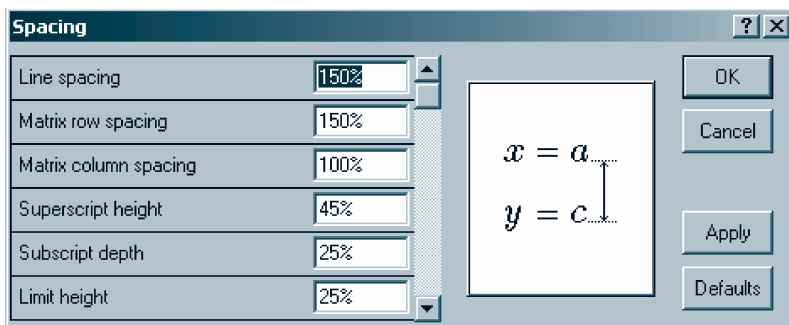 Spacing
Line spacing 150%
Matrix row spacing 150%
Matrix column spacing 100%
Superscript height 45%
Subscript depth 25%
Limit height 25%
x = a
y = c
OK
Cancel
Apply
Defaults